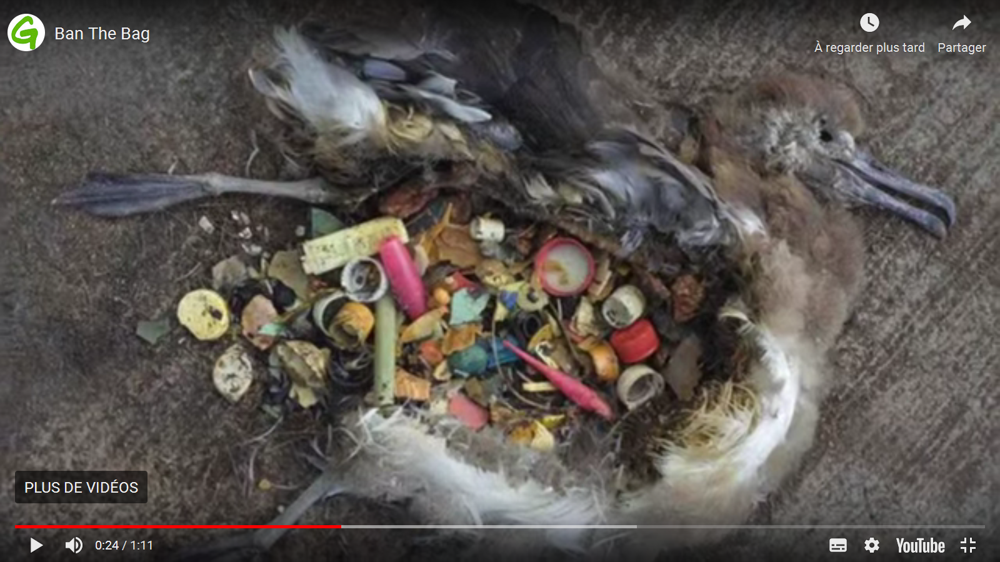 Ban The Bag
À regarder plus tard
Partager
PLUS DE VIDÉOS
0:24 / 1:11
YouTube